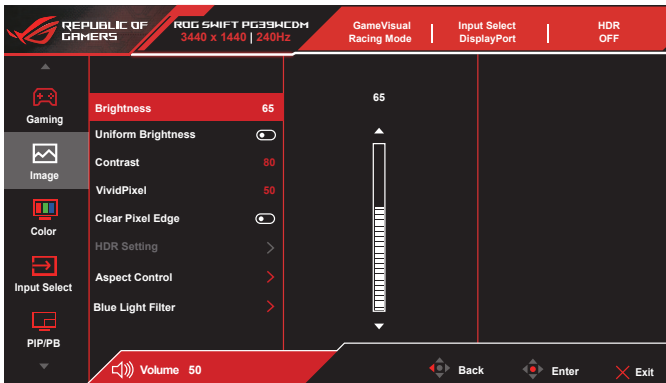 REPUBLIC OF
GAMERS
ROG SWIFT PG39WCDM
3440 x 1440 | 240Hz
GameVisual
Racing Mode
Input Select
DisplayPort
HDR
OFF
Gaming
Image
Color
Input Select
PIP/PB
Brightness 65
Uniform Brightness
Contrast 80
VividPixel 50
Clear Pixel Edge
HDR Setting
Aspect Control
Blue Light Filter
65
Volume 50
Back
Enter
Exit